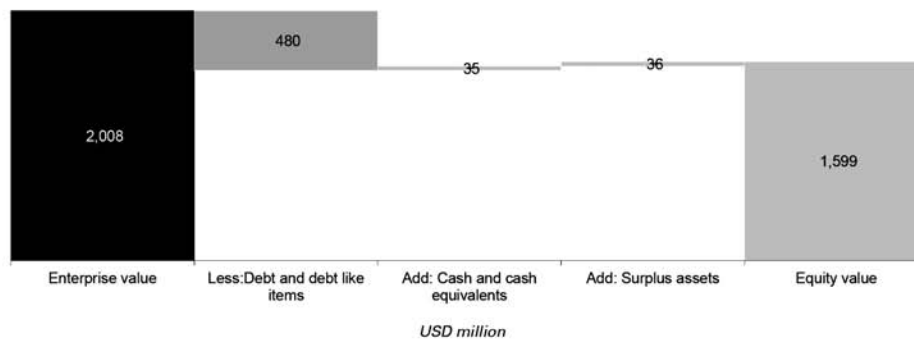 480
35
36
2,008
1,599
Enterprise value
Less:Debt and debt like
items
Add: Cash and cash
equivalents
Add: Surplus assets
Equity value
USD million